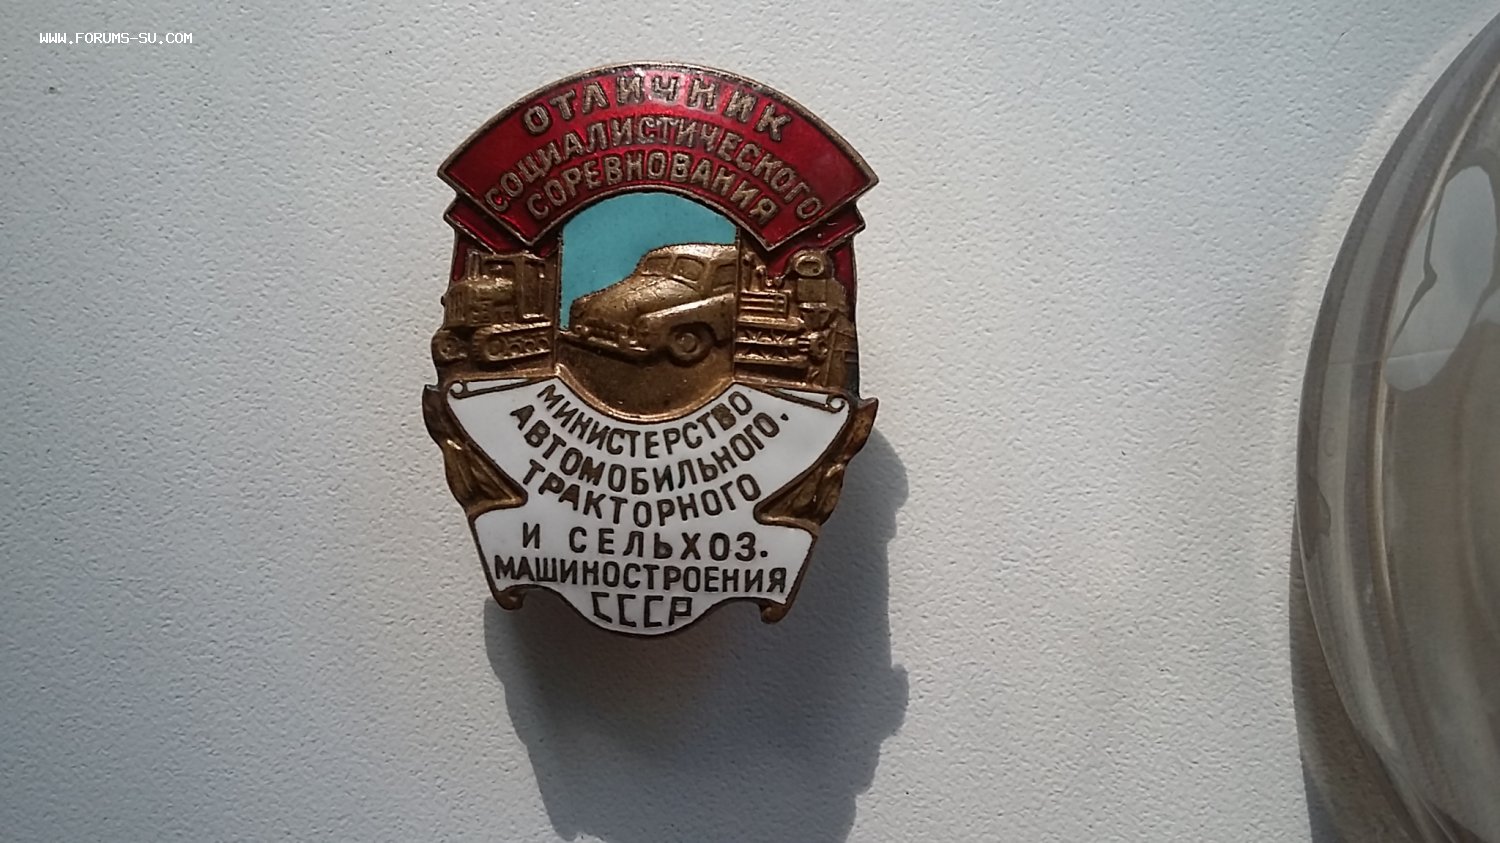 WWW.FORUMS-SU.COM
ОТЛИЧНИК
СОЦИАЛИСТИЧЕСКОГО
СОРЕВНОВАНИЯ
МИНИСТЕРСТВО
АВТОМОБИЛЬНОГО.
ТРАКТОРНОГО
И СЕЛЬХОЗ.
МАШИНОСТРОЕНИЯ
СССР